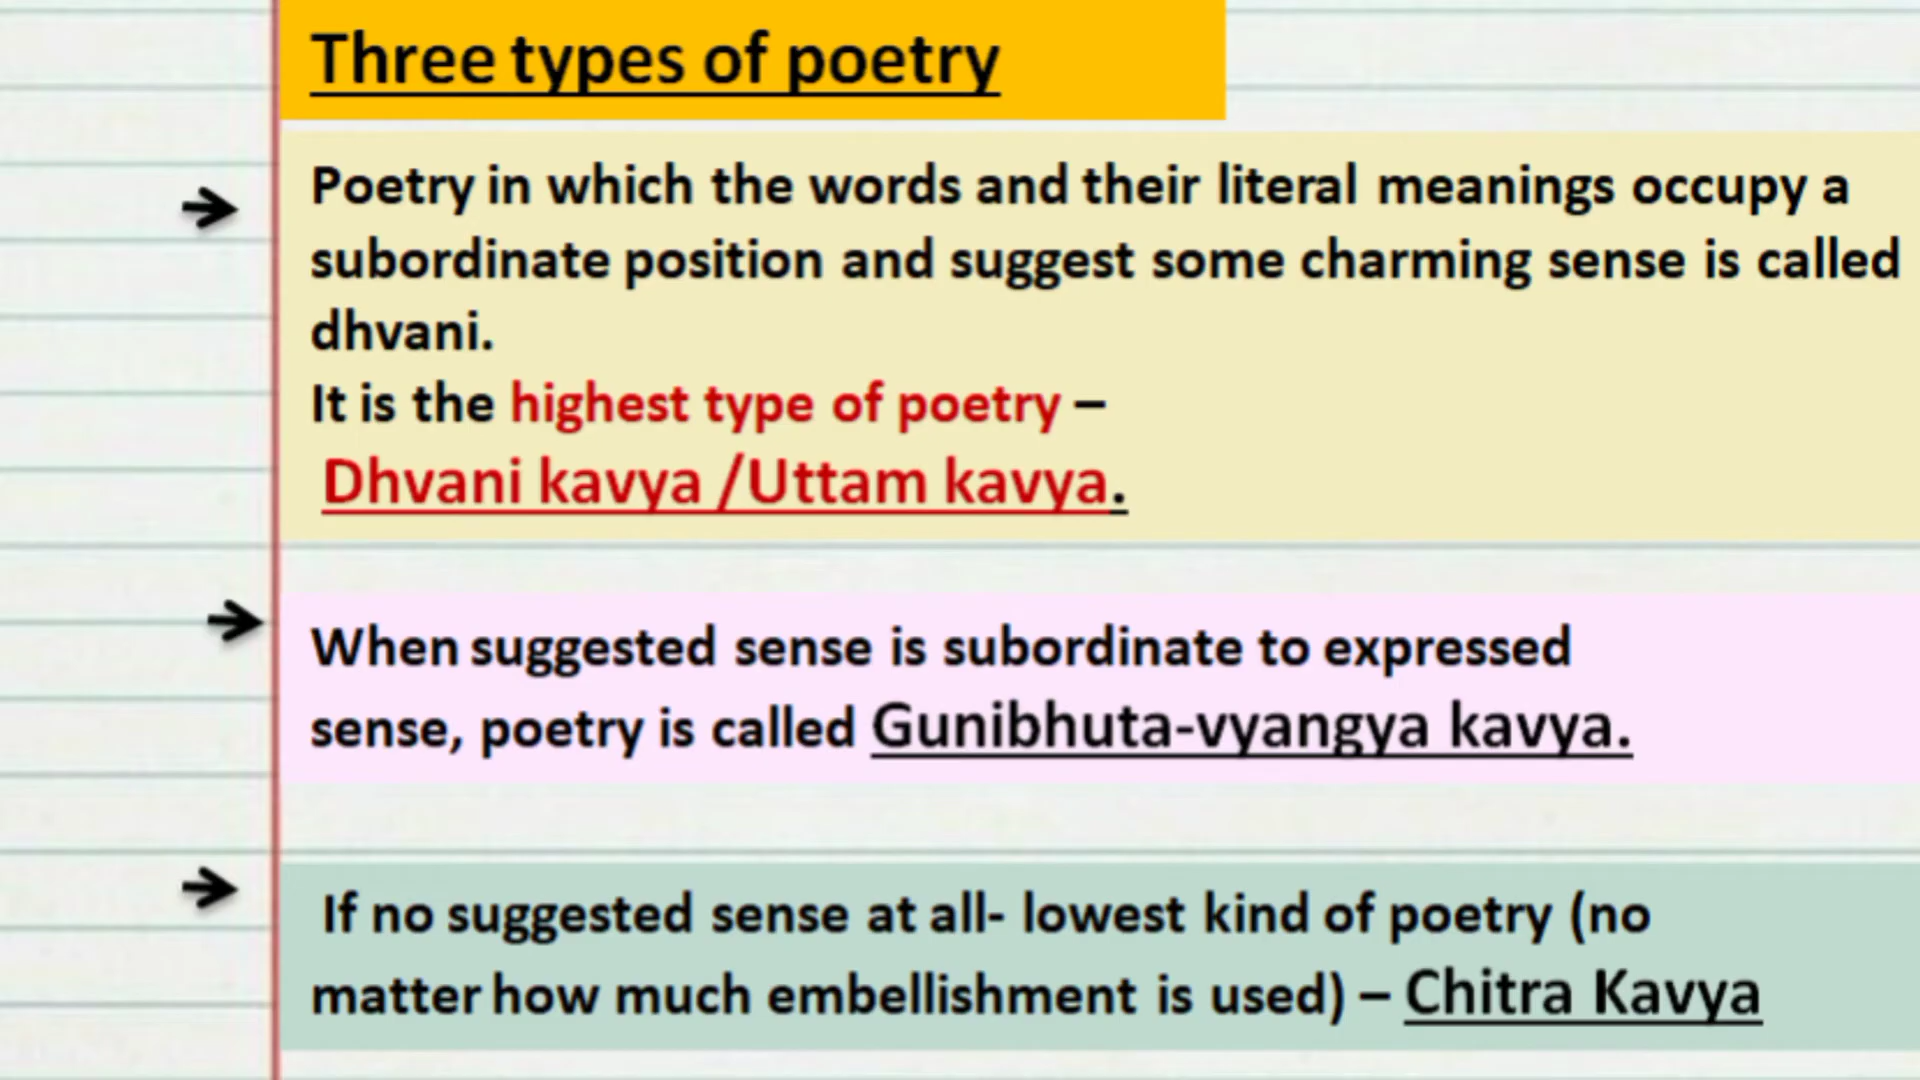 Three types of poetry
Poetry in which the words and their literal meanings occupy a
subordinate position and suggest some charming sense is called
dhvani.
It is the highest type of poetry –
Dhvani kavya /Uttam kavya.
When suggested sense is subordinate to expressed
sense, poetry is called Gunibhuta-vyangya kavya.
If no suggested sense at all- lowest kind of poetry (no
matter how much embellishment is used) – Chitra Kavya